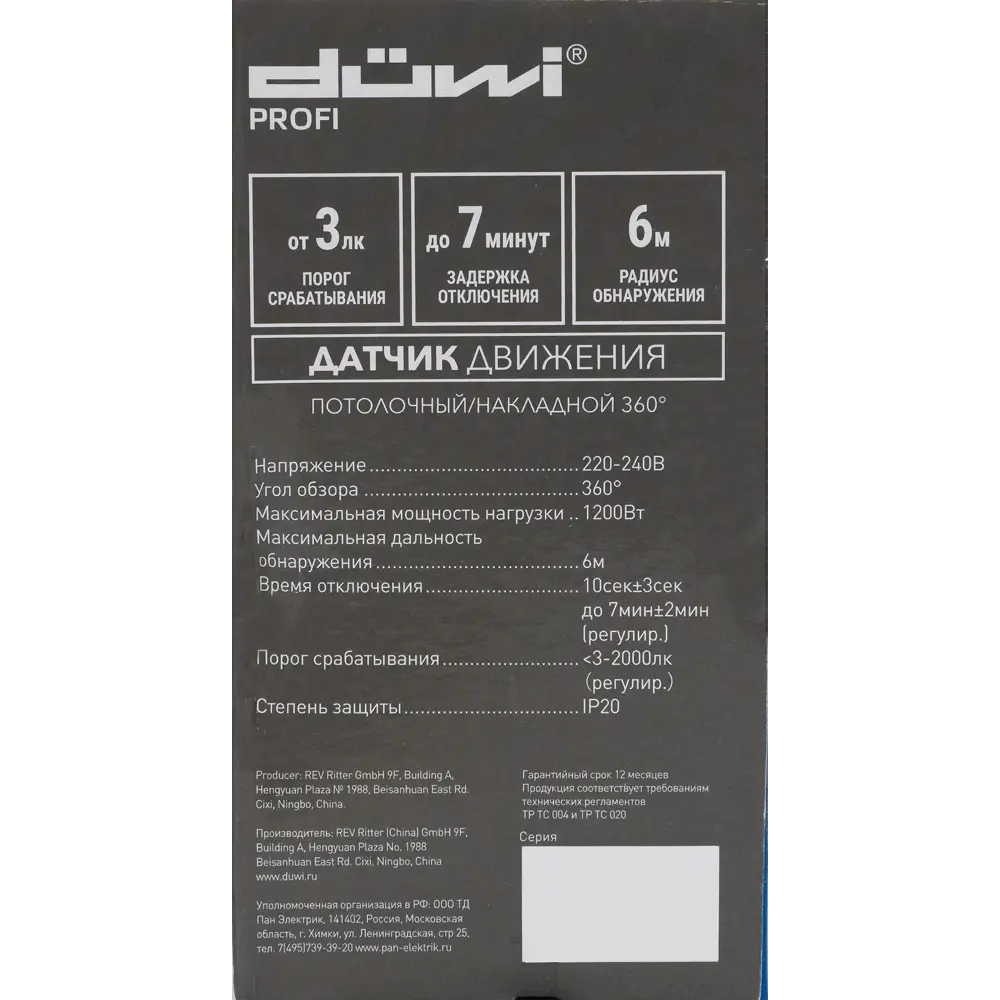 düwi®
PROFI
от 3 лк
ПОРОГ
СРАБАТЫВАНИЯ
до 7 минут
ЗАДЕРЖКА
ОТКЛЮЧЕНИЯ
6м
РАДИУС
ОБНАРУЖЕНИЯ
ДАТЧИК ДВИЖЕНИЯ
ПОТОЛОЧНЫЙ/НАКЛАДНОЙ 360°
Напряжение....................................220-240В
Угол обзора.....................................360°
Максимальная мощность нагрузки..1200Вт
Максимальная дальность
обнаружения...................................6м
Время отключения..........................10сек±3сек
до 7мин±2мин
(регулир.)
Порог срабатывания.......................<3-2000лк
(регулир.)
Степень защиты..............................IP20
Producer: REV Ritter GmbH 9F, Building A,
Hengyuan Plaza № 1988, Beisanhuan East Rd.
Cixi, Ningbo, China.
Производитель: REV Ritter (China) GmbH 9F,
Building A, Hengyuan Plaza No. 1988
Beisanhuan East Rd. Cixi, Ningbo, China
www.duwi.ru
Уполномоченная организация в РФ: ООО ТД
Пан Электрик, 141402, Россия, Московская
область, г. Химки, ул. Ленинградская, стр 25,
тел. 7(495)739-39-20 www.pan-elektrik.ru
Гарантийный срок 12 месяцев
Продукция соответствует требованиям
технических регламентов
ТР ТС 004 и ТР ТС 020
Серия